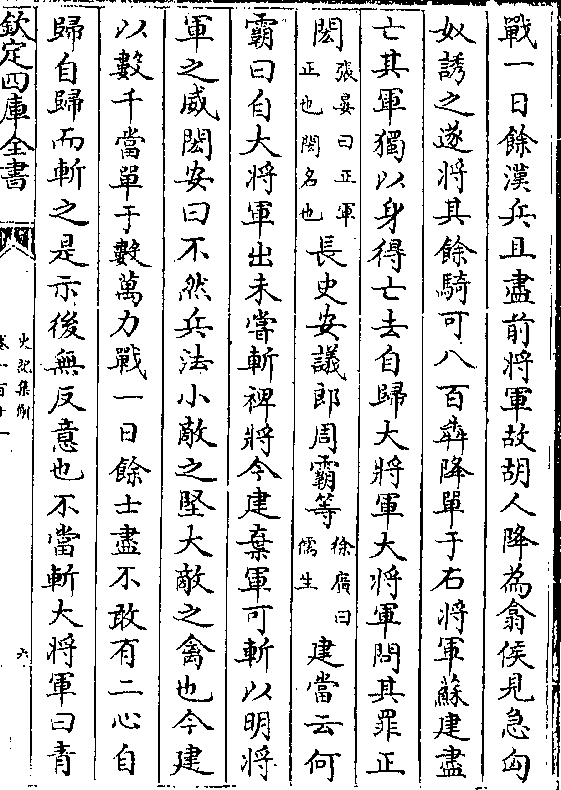 戰一日餘漢兵且盡前將軍故胡人降為翕侯見急匈
奴誘之遂將其餘騎可八百犇降單于右將軍蘇建盡
亡其軍獨以身得亡去自歸大將軍大將軍問其罪正
閎張晏曰正軍正也閎名也長史安議郎周霸等徐廣曰儒生建當云何
霸曰自大將軍出未嘗斬裨將今建棄軍可斬以明將
軍之威閎安曰不然兵法小敵之堅大敵之禽也今建
以數千當單于數萬力戰一日餘士盡不敢有二心自
歸自歸而斬之是示後無反意也不當斬大將軍曰青
欽定四庫全書
史記集解
卷一百十一
六